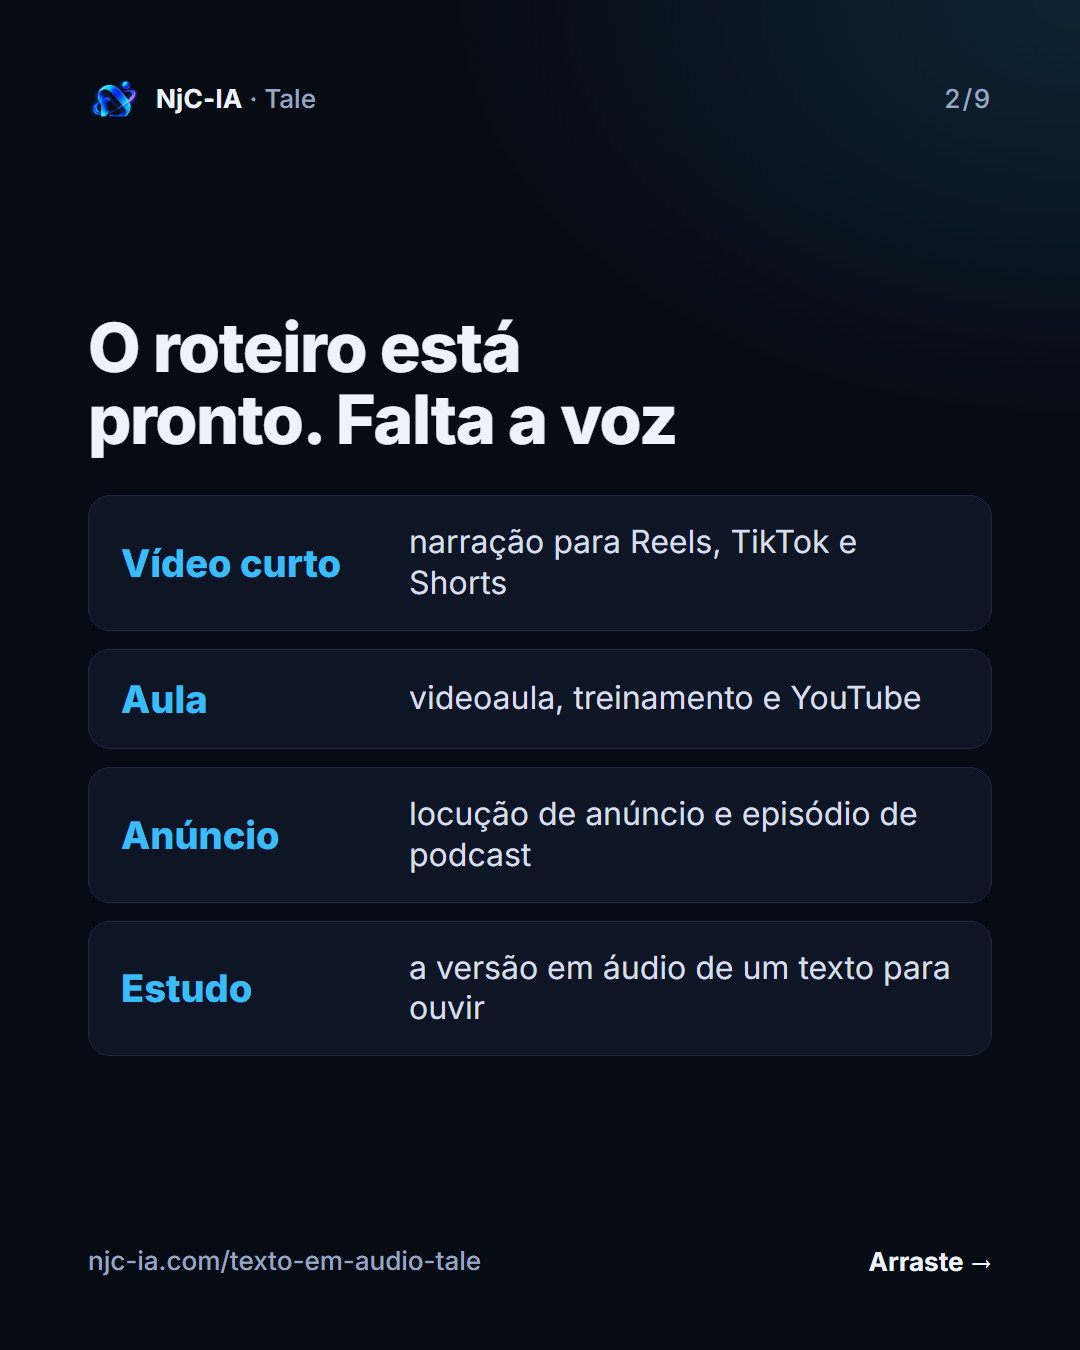 NjC-IA · Tale
2/9
O roteiro está
pronto. Falta a voz
Vídeo curto
narração para Reels, TikTok e
Shorts
Aula
videoaula, treinamento e YouTube
Anúncio
locução de anúncio e episódio de
podcast
Estudo
a versão em áudio de um texto para
ouvir
njc-ia.com/texto-em-audio-tale
Arraste →